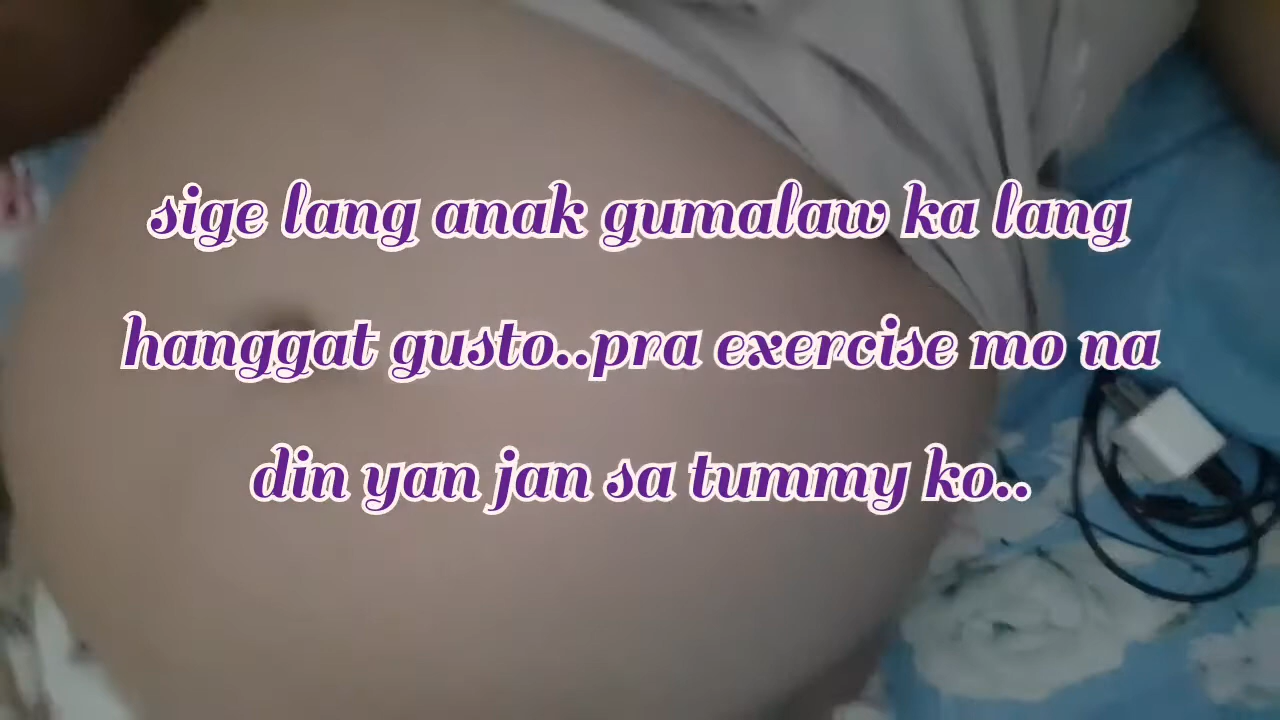 sige lang anak gumalaw ka lang
hanggat gusto..pra exercise mo na
din yan jan sa tummy ko..